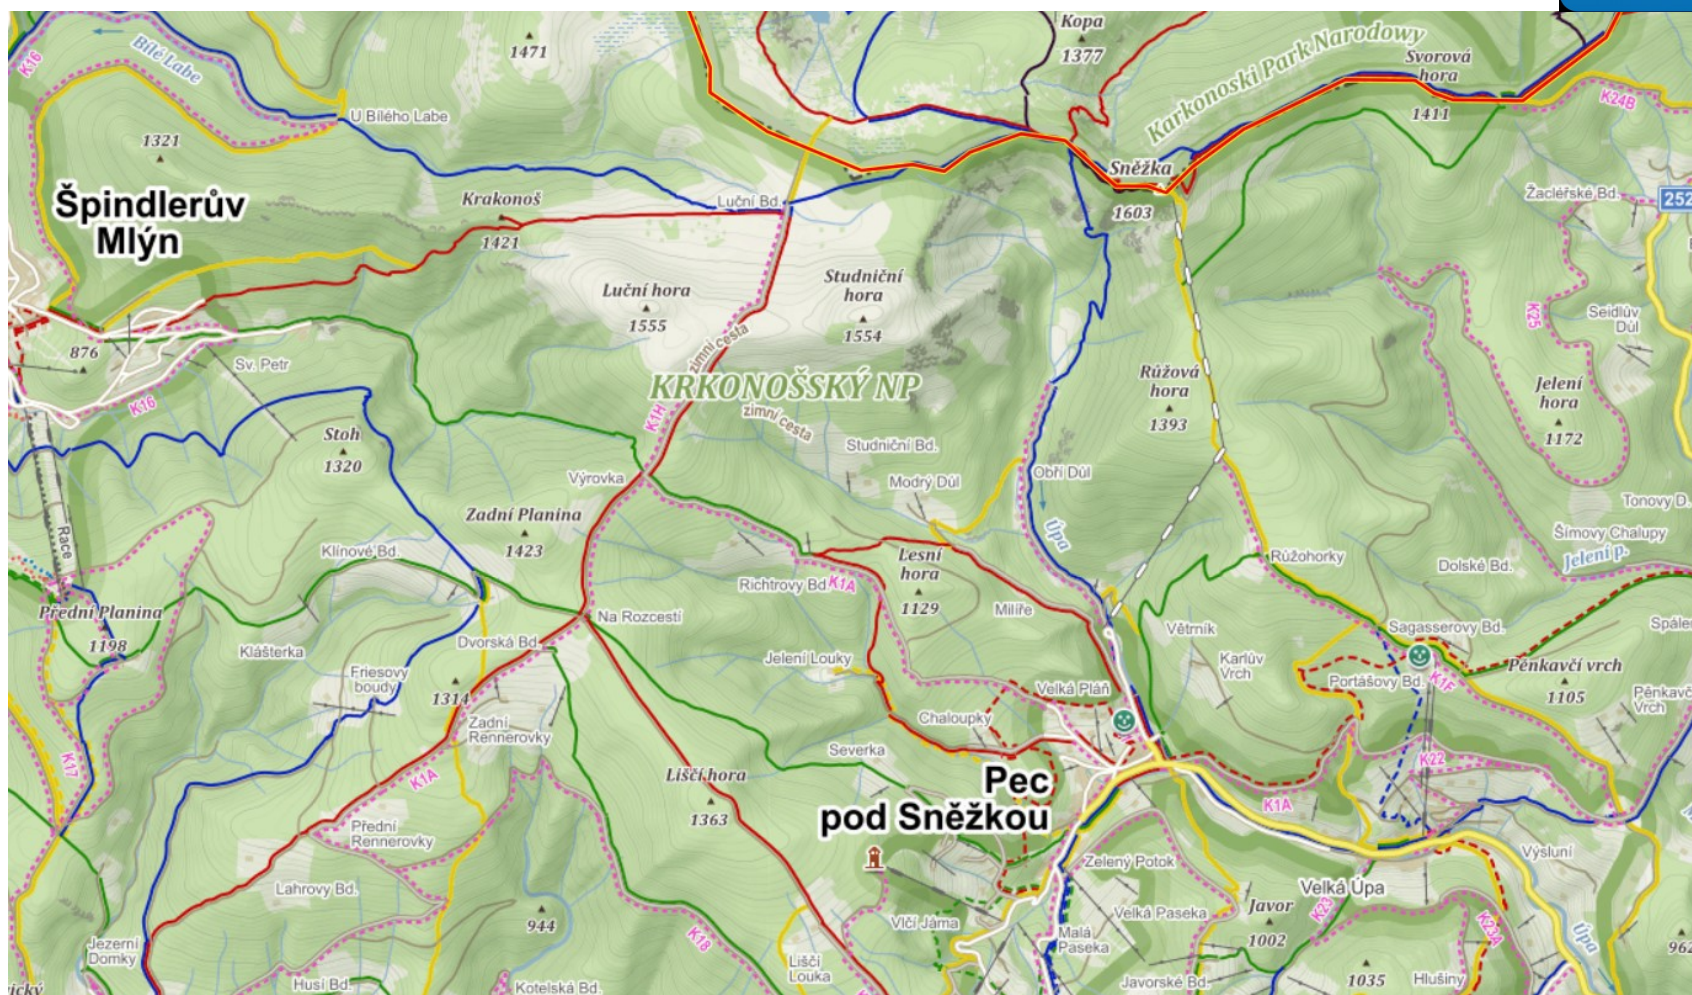 Kopa
1377
Karkonoski Park Narodowy
Svorová
hora
1411
K24B
K16
Bílé Labe
1471
U Bílého Labe
1321
Sněžka
1603
Žacléřské Bd.
252
Špindlerův
Mlýn
Krakonoš
1421
Luční Bd.
Luční hora
1555
Studniční
hora
1554
K25
Seidlův
Důl
zimní cesta
876
Sv. Petr
K16
KRKONOŠSKÝ NP
Růžová
hora
1393
Jelení
hora
1172
K1H
zimní cesta
Stoh
1320
Studniční Bd.
Výrovka
Modrý Důl
Obří Důl
Tonovy D.
Zadní Planina
1423
Race
Úpa
Šímovy Chalupy
Jelení p.
Klínové Bd.
Lesní
hora
1129
Růžohorky
Dolské Bd.
Richtrovy Bd.
K1A
Přední Planina
1198
Na Rozcestí
Milíře
Větrník
Sagasserovy Bd.
Klášterka
Dvorská Bd.
Jelení Louky
Karlův
Vrch
Pěnkavčí vrch
1105
Friesovy
boudy
1314
Velká Pláň
Portášovy Bd.
K1F
Zadní
Rennerovky
Chaloupky
Severka
K17
K1A
Liščí hora
1363
Pec
pod Sněžkou
K22
K1A
Přední
Rennerovky
Zelený Potok
Výsluní
Velká Úpa
Lahrovy Bd.
944
Vlčí Jáma
Velká Paseka
Javor
1002
K23
K23A
Úpa
Jezerní
Domky
K18
Malá
Paseka
Liščí
Louka
Husí Bd.
Kotelská Bd.
Javorské Bd.
1035
Hlušiny